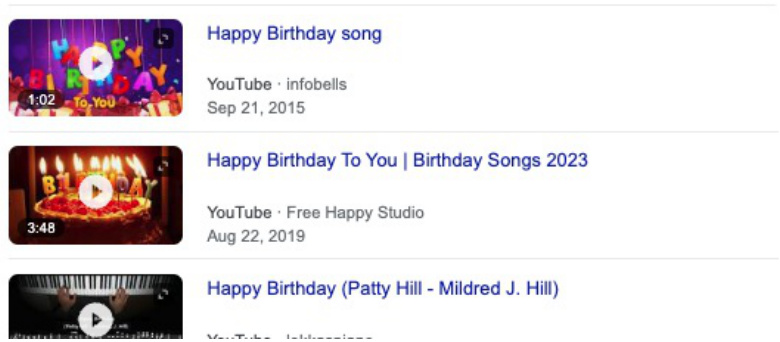 HAPPY
BIRTHDAY
To You
1:02
Happy Birthday song
YouTube · infobells
Sep 21, 2015
BIRTHDAY
3:48
Happy Birthday To You | Birthday Songs 2023
YouTube · Free Happy Studio
Aug 22, 2019
Happy Birthday (Patty Hill - Mildred J. Hill)
YouTube ·